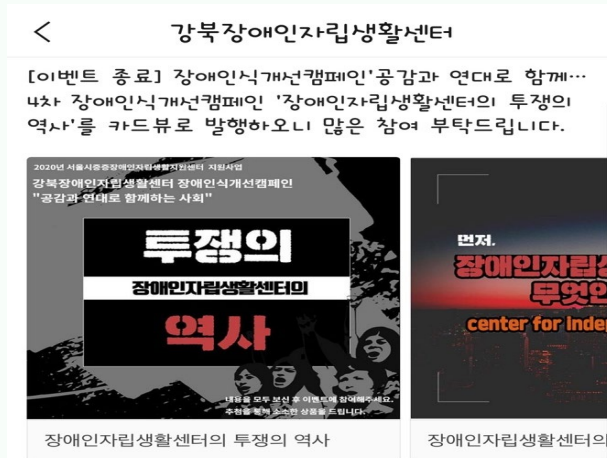 강북장애인자립생활센터
[이벤트 종료] 장애인식개선캠페인'공감과 연대로 함께…
4차 장애인식개선캠페인 '장애인자립생활센터의 투쟁의
역사'를 카드뷰로 발행하오니 많은 참여 부탁드립니다.
2020년 서울시중증장애인자립생활지원센터 지원사업
강북장애인자립생활센터 장애인식개선캠페인
"공감과 연대로 함께하는 사회"
투쟁의
장애인자립생활센터의
역사
내용을 모두 보신 후 이벤트에 참여해주세요.
추첨을 통해 소소한 상품을 드립니다.
장애인자립생활센터의 투쟁의 역사
먼저,
장애인자립생
무엇인
center for Inde
장애인자립생활센터의